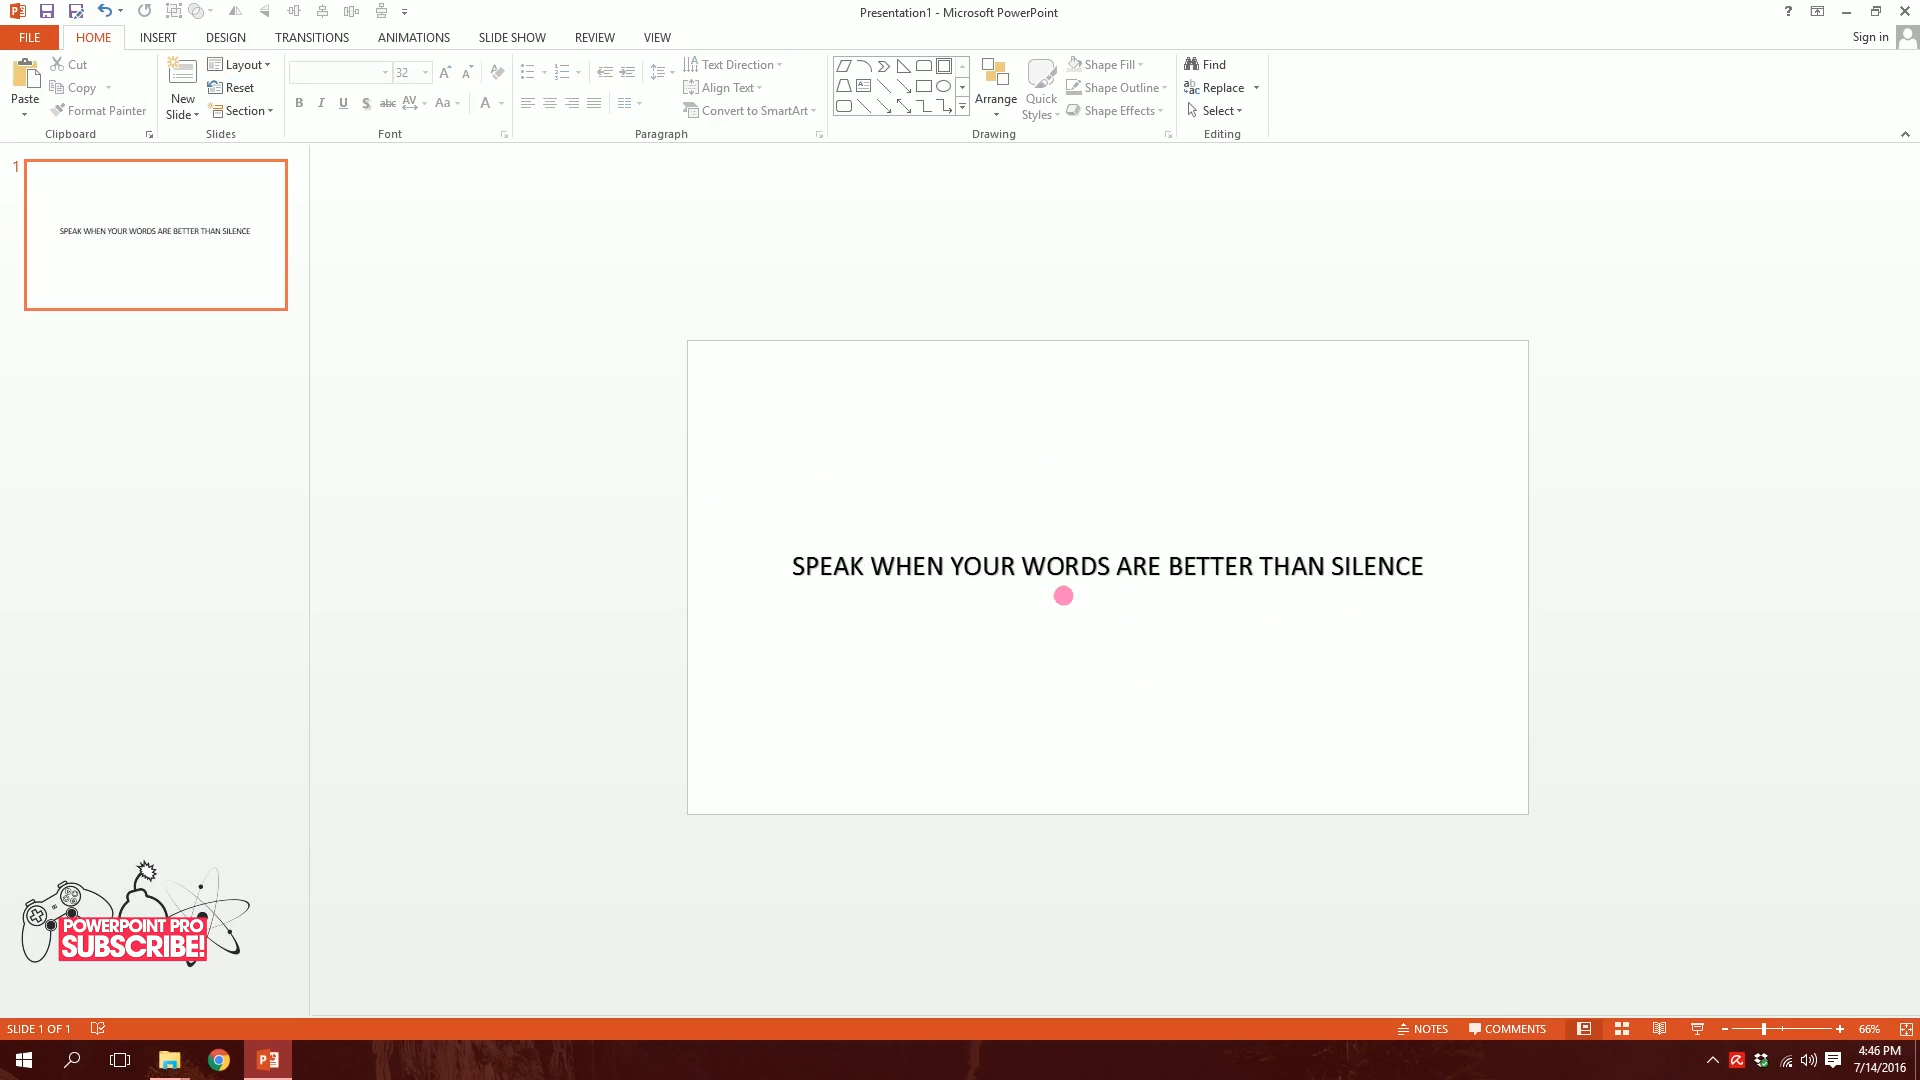 Presentation1 - Microsoft PowerPoint
?
FILE HOME INSERT DESIGN TRANSITIONS ANIMATIONS SLIDE SHOW REVIEW VIEW
Sign in
Paste
Cut
Copy
Format Painter
Clipboard
New
Slide
Layout
Reset
Section
Slides
32
B I U S abc AV Aa A
Font
Text Direction
Align Text
Convert to SmartArt
Paragraph
Arrange
Quick
Styles
Shape Fill
Shape Outline
Shape Effects
Drawing
Find
Replace
Select
Editing
1
SPEAK WHEN YOUR WORDS ARE BETTER THAN SILENCE
SPEAK WHEN YOUR WORDS ARE BETTER THAN SILENCE
POWERPOINT PRO
SUBSCRIBE!
SLIDE 1 OF 1
NOTES
COMMENTS
66%
4:46 PM
7/14/2016